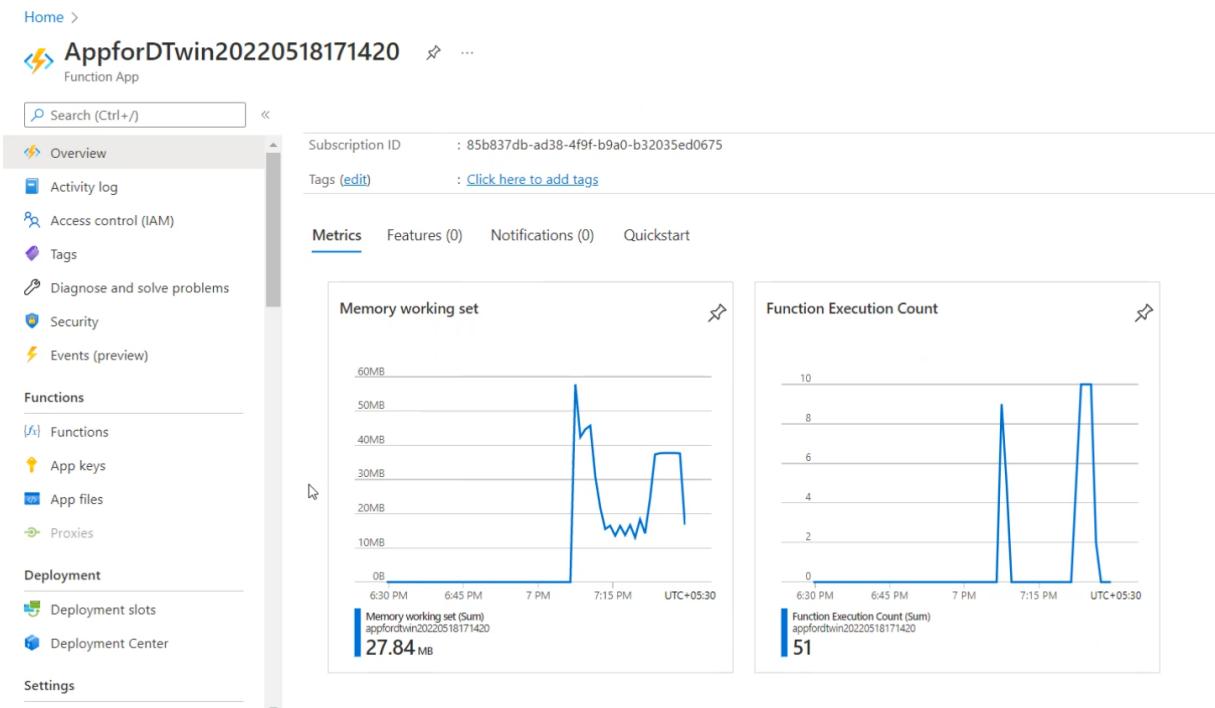 Home >
AppforDTwin20220518171420 ...
Function App
Search (Ctrl+/) «
Overview
Activity log
Access control (IAM)
Tags
Diagnose and solve problems
Security
Events (preview)
Functions
Functions
App keys
App files
Proxies
Deployment
Deployment slots
Deployment Center
Settings
Subscription ID : 85b837db-ad38-4f9f-b9a0-b32035ed0675
Tags (edit) : Click here to add tags
Metrics Features (0) Notifications (0) Quickstart
Memory working set
60MB
50MB
40MB
30MB
20MB
10MB
0B
6:30 PM 6:45 PM 7 PM 7:15 PM UTC+05:30
Memory working set (Sum)
appfordtwin20220518171420
27.84 MB
Function Execution Count
10
8
6
4
2
0
6:30 PM 6:45 PM 7 PM 7:15 PM UTC+05:30
Function Execution Count (Sum)
appfordtwin20220518171420
51